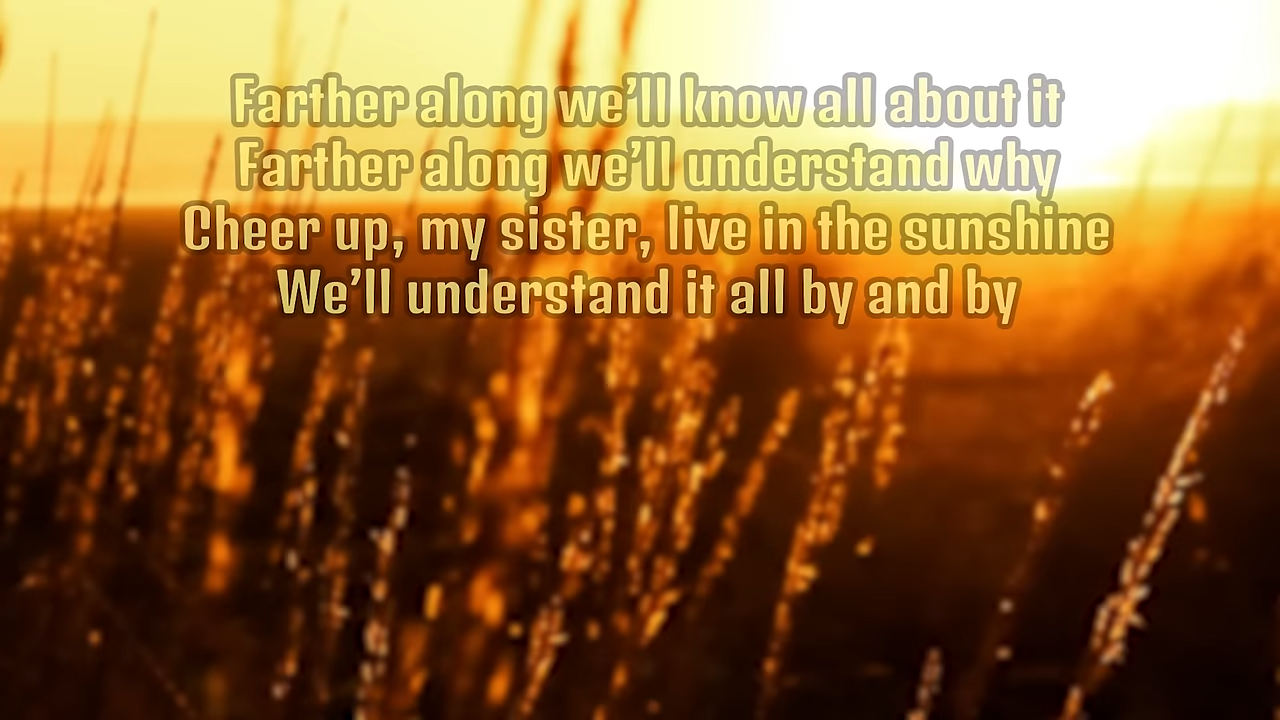 Farther along we’ll know all about it
Farther along we’ll understand why
Cheer up, my sister, live in the sunshine
We’ll understand it all by and by